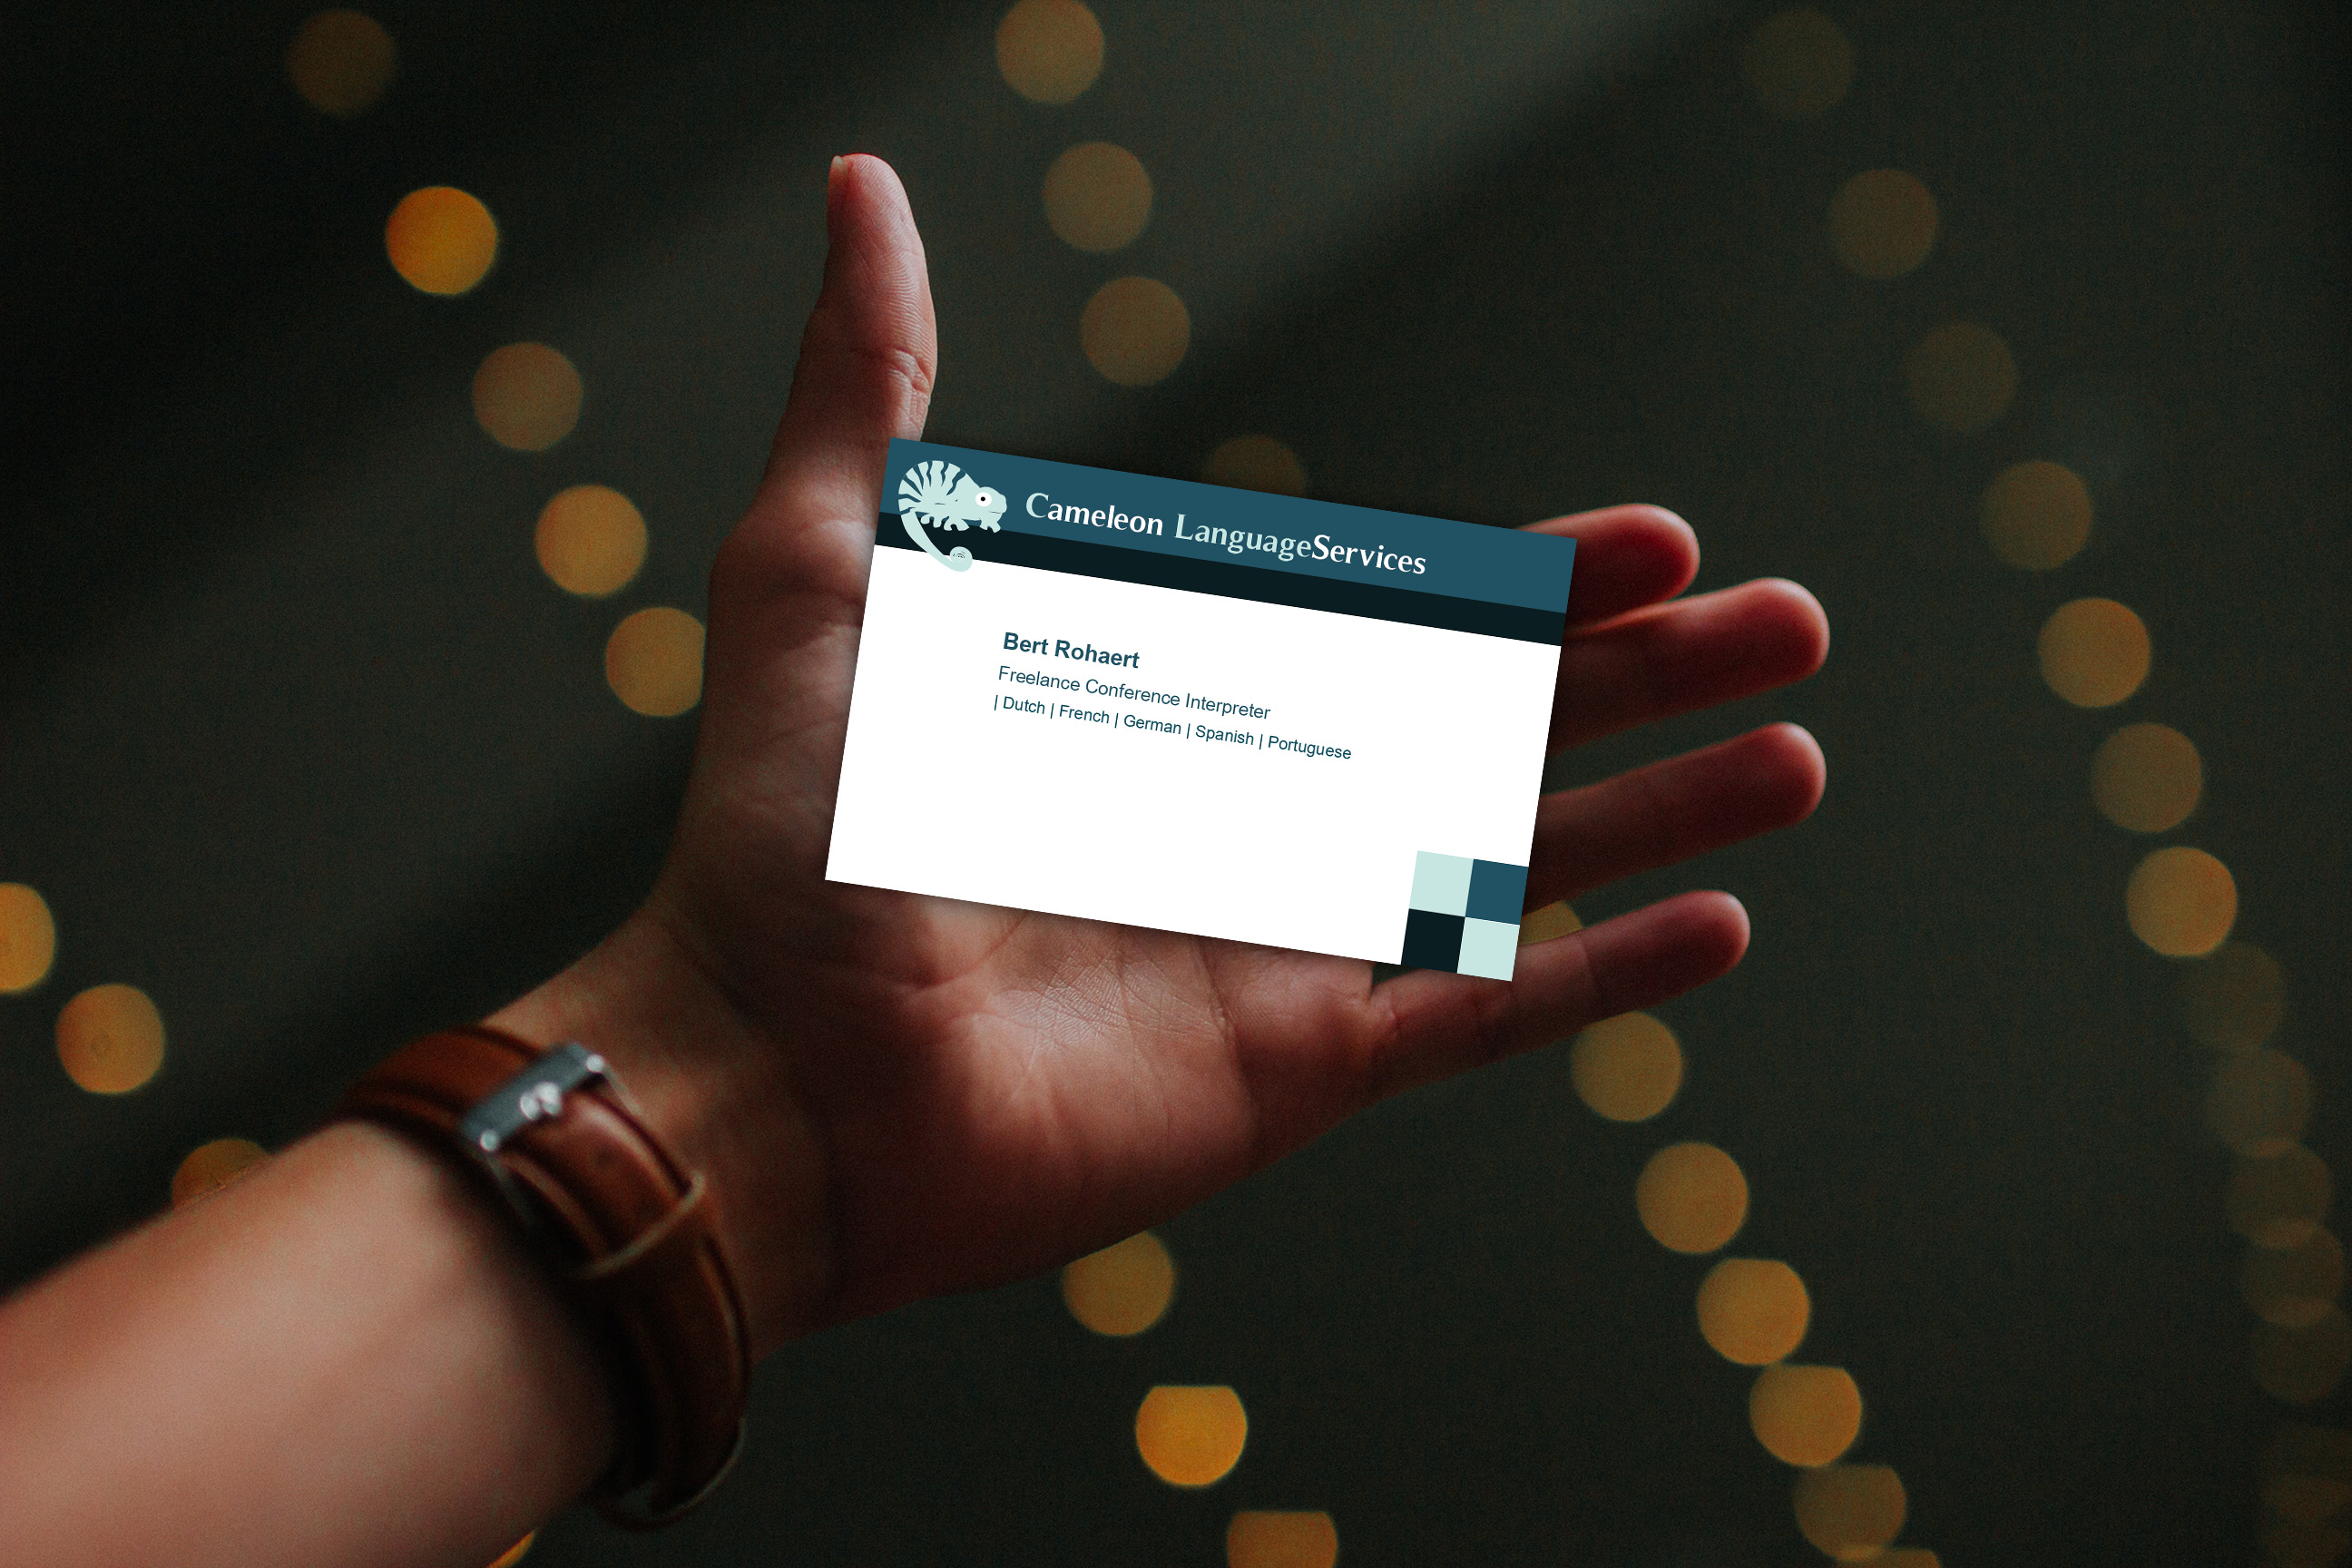 Cameleon LanguageServices
Bert Rohaert
Freelance Conference Interpreter
| Dutch | French | German | Spanish | Portuguese